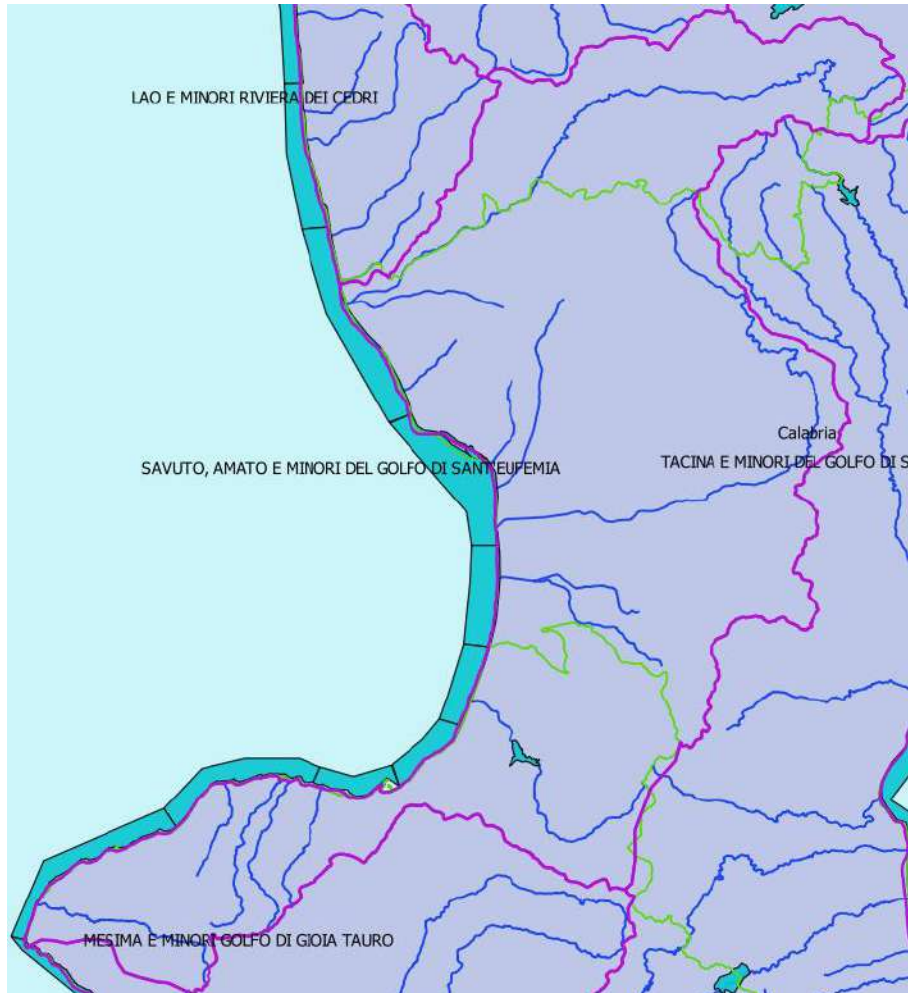 LAO E MINORI RIVIERA DEI CEDRI
Calabria
SAVUTO, AMATO E MINORI DEL GOLFO DI SANT'EUFEMIA
TACINA E MINORI DEL GOLFO DI S
MESIMA E MINORI GOLFO DI GIOIA TAURO